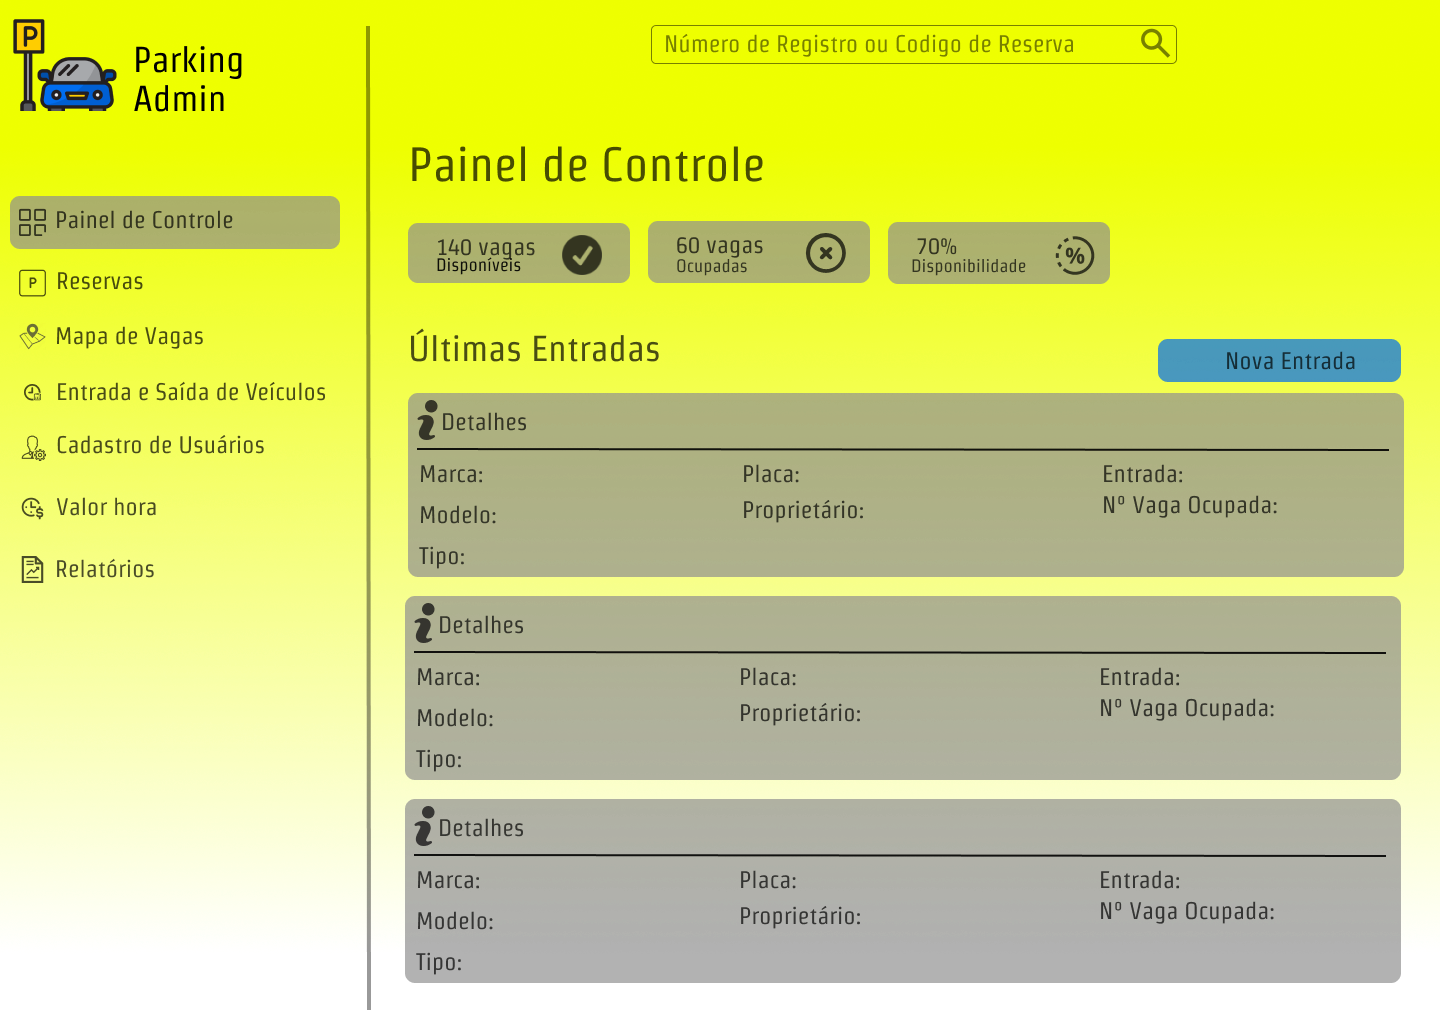 P
Parking
Admin
Número de Registro ou Codigo de Reserva
Painel de Controle
P
Reservas
Mapa de Vagas
Entrada e Saída de Veículos
Cadastro de Usuários
Valor hora
Relatórios
Painel de Controle
140 vagas
Disponíveis
60 vagas
Ocupadas
70%
Disponibilidade
%
Últimas Entradas
Nova Entrada
Detalhes
Marca:
Placa:
Entrada:
Modelo:
Proprietário:
Nº Vaga Ocupada:
Tipo:
Detalhes
Marca:
Placa:
Entrada:
Modelo:
Proprietário:
Nº Vaga Ocupada:
Tipo:
Detalhes
Marca:
Placa:
Entrada:
Modelo:
Proprietário:
Nº Vaga Ocupada:
Tipo: